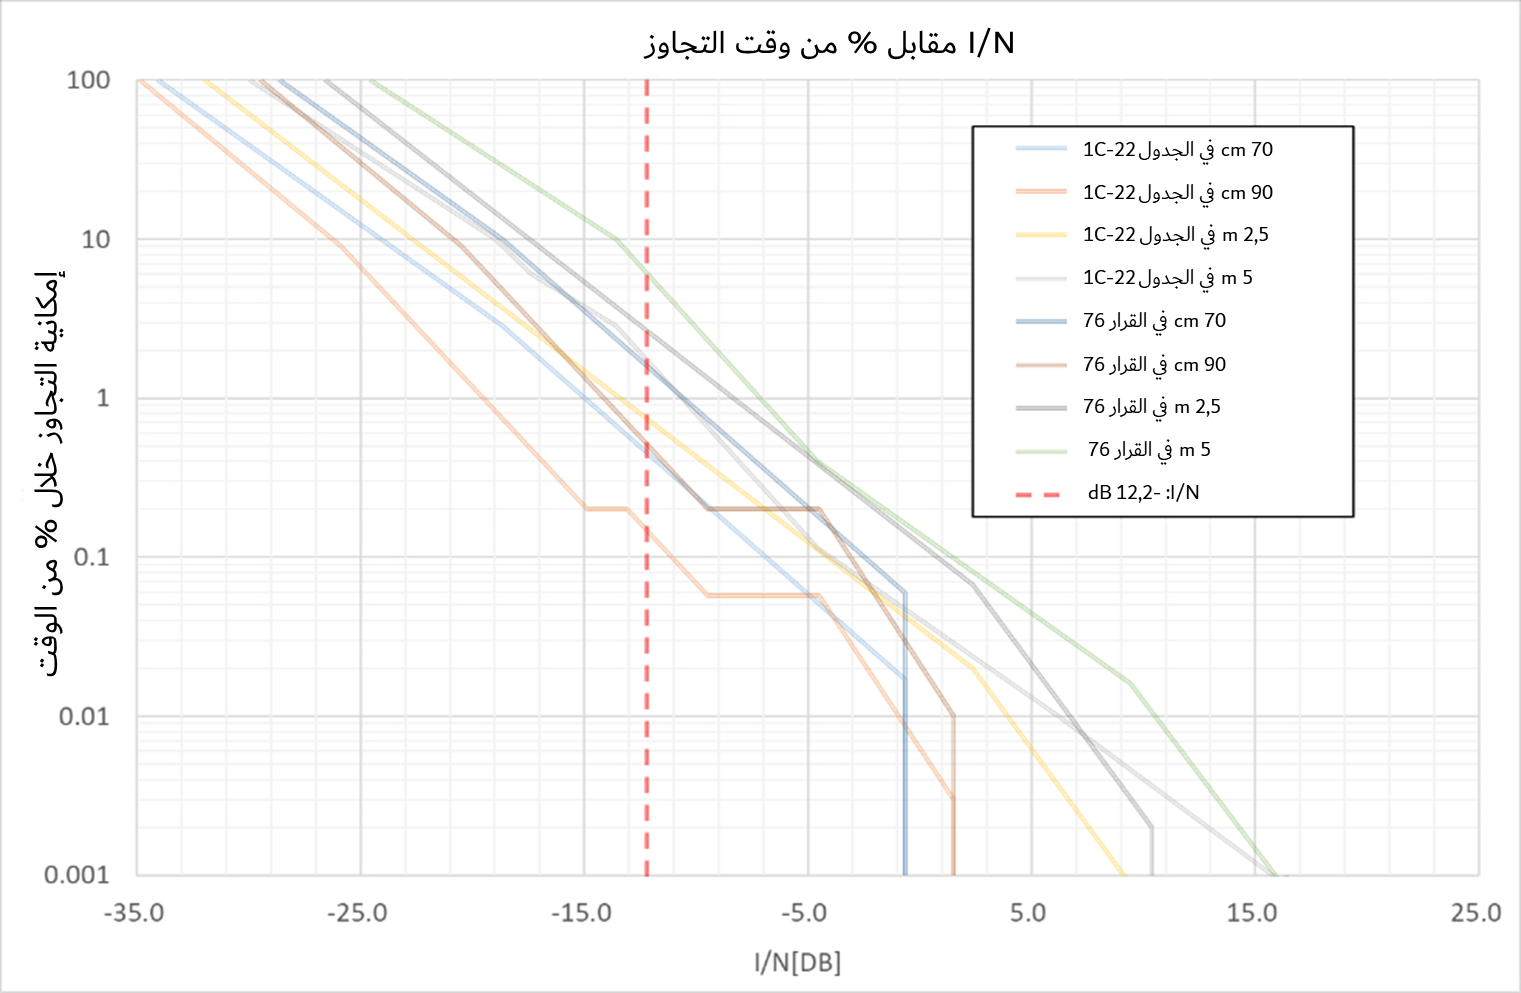 I/N مقابل % من وقت التجاوز
إمكانية التجاوز خلال % من الوقت
100
10
1
0.1
0.01
0.001
-35.0
-25.0
-15.0
-5.0
5.0
15.0
25.0
I/N[DB]
70 cm في الجدول 22-1C
90 cm في الجدول 22-1C
2,5 m في الجدول 22-1C
5 m في الجدول 22-1C
70 cm في القرار 76
90 cm في القرار 76
2,5 m في القرار 76
5 m في القرار 76
I/N: -12,2 dB